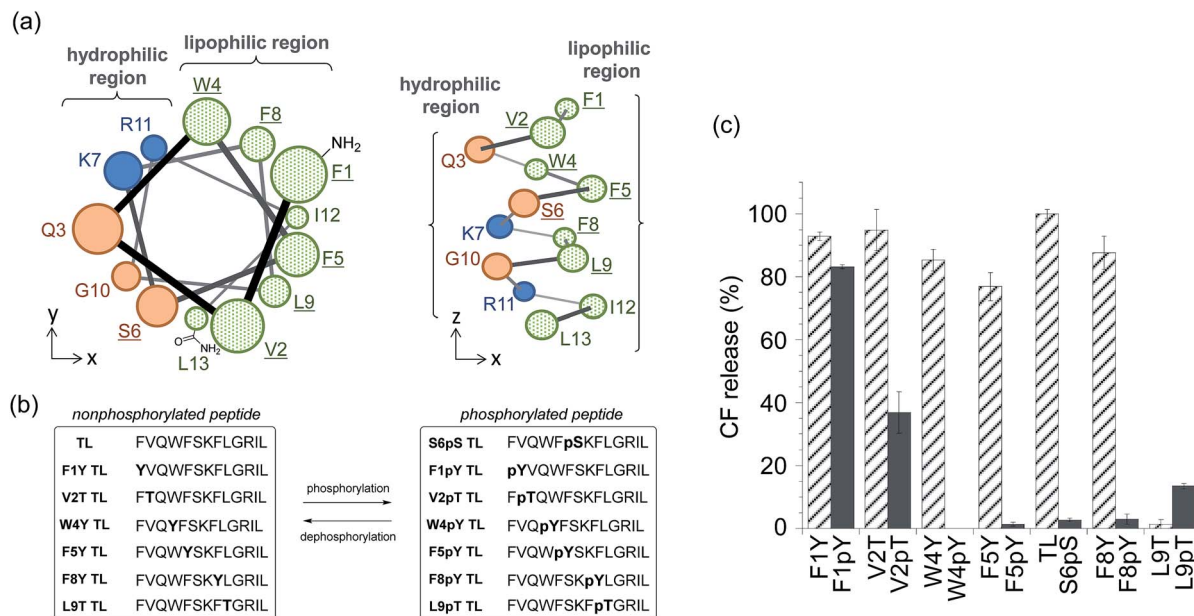 (a)
hydrophilic
region
lipophilic region
W4
F8
R11
K7
NH2
F1
Q3
I12
F5
G10
L9
S6
O
NH2
L13
V2
y
x
hydrophilic
region
lipophilic
region
F1
V2
Q3
W4
F5
S6
K7
F8
G10
L9
R11
I12
L13
z
x
(b)
nonphosphorylated peptide
TL FVQWFSKFLGRIL
F1Y TL YVQWFSKFLGRIL
V2T TL FTQWFSKFLGRIL
W4Y TL FVQYFSKFLGRIL
F5Y TL FVQWYSKFLGRIL
F8Y TL FVQWFSKYLGRIL
L9T TL FVQWFSKFTGRIL
phosphorylation
dephosphorylation
phosphorylated peptide
S6pS TL FVQWFpSKFLGRIL
F1pY TL pYVQWFSKFLGRIL
V2pT TL FpTQWFSKFLGRIL
W4pY TL FVQpYFSKFLGRIL
F5pY TL FVQWpYSKFLGRIL
F8pY TL FVQWFSKpYLGRIL
L9pT TL FVQWFSKFpTGRIL
(c)
CF release (%)
100
80
60
40
20
0
F1Y
F1pY
V2T
V2pT
W4Y
W4pY
F5Y
F5pY
TL
S6pS
F8Y
F8pY
L9T
L9pT